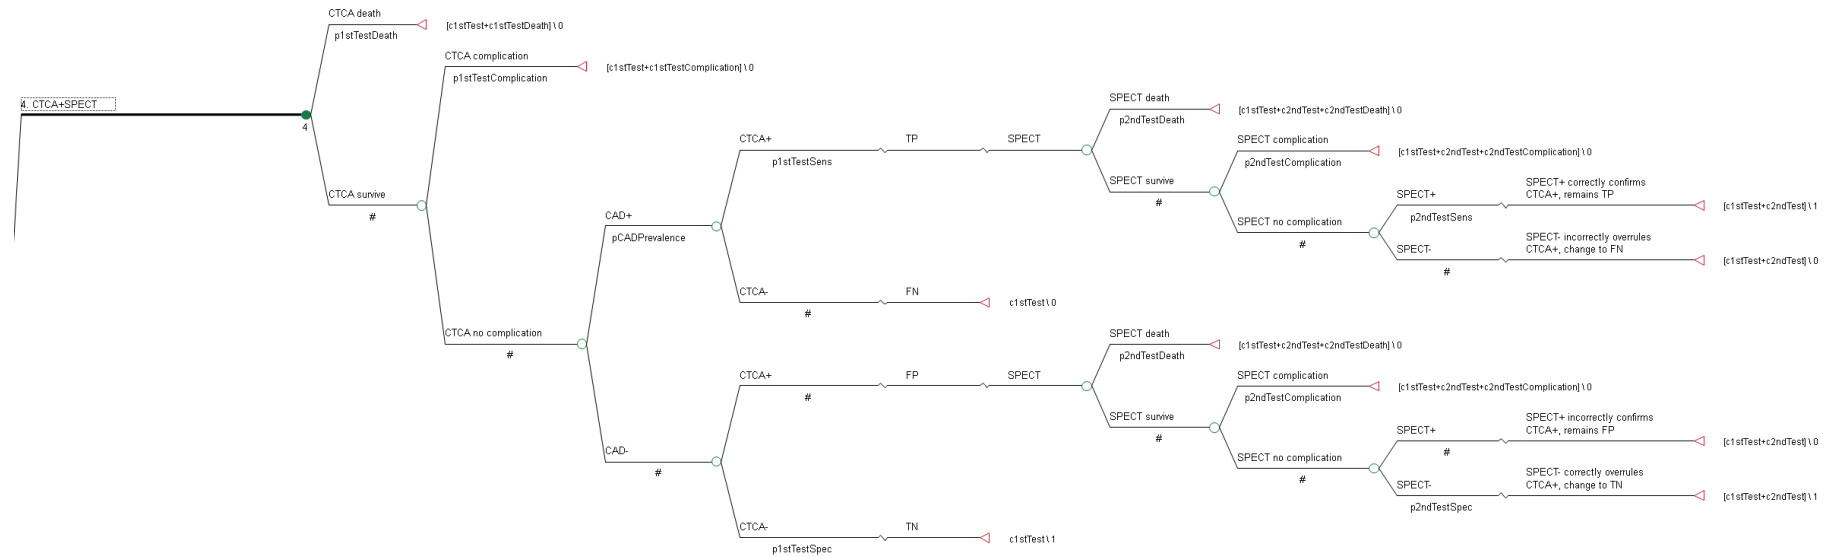 CTCA death
p1stTestDeath
[c1stTest+c1stTestDeath] \ 0
CTCA complication
p1stTestComplication
[c1stTest+c1stTestComplication] \ 0
4. CTCA+SPECT
4
CTCA survive
#
CTCA no complication
#
CAD+
pCADPrevalence
CTCA+
p1stTestSens
TP
SPECT
SPECT death
p2ndTestDeath
[c1stTest+c2ndTest+c2ndTestDeath] \ 0
SPECT survive
#
SPECT complication
p2ndTestComplication
[c1stTest+c2ndTest+c2ndTestComplication] \ 0
SPECT no complication
#
SPECT+
p2ndTestSens
SPECT+ correctly confirms
CTCA+, remains TP
[c1stTest+c2ndTest] \ 1
SPECT-
#
SPECT- incorrectly overrules
CTCA+, change to FN
[c1stTest+c2ndTest] \ 0
CTCA-
#
FN
c1stTest \ 0
CAD-
#
CTCA+
#
FP
SPECT
SPECT death
p2ndTestDeath
[c1stTest+c2ndTest+c2ndTestDeath] \ 0
SPECT survive
#
SPECT complication
p2ndTestComplication
[c1stTest+c2ndTest+c2ndTestComplication] \ 0
SPECT no complication
#
SPECT+
#
SPECT+ incorrectly confirms
CTCA+, remains FP
[c1stTest+c2ndTest] \ 0
SPECT-
p2ndTestSpec
SPECT- correctly overrules
CTCA+, change to TN
[c1stTest+c2ndTest] \ 1
CTCA-
p1stTestSpec
TN
c1stTest \ 1